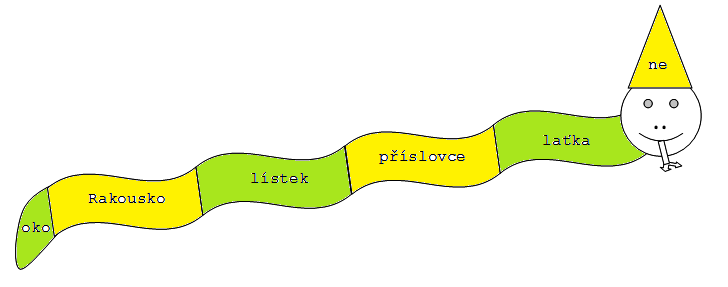 ne
laťka
příslovce
lístek
Rakousko
oko